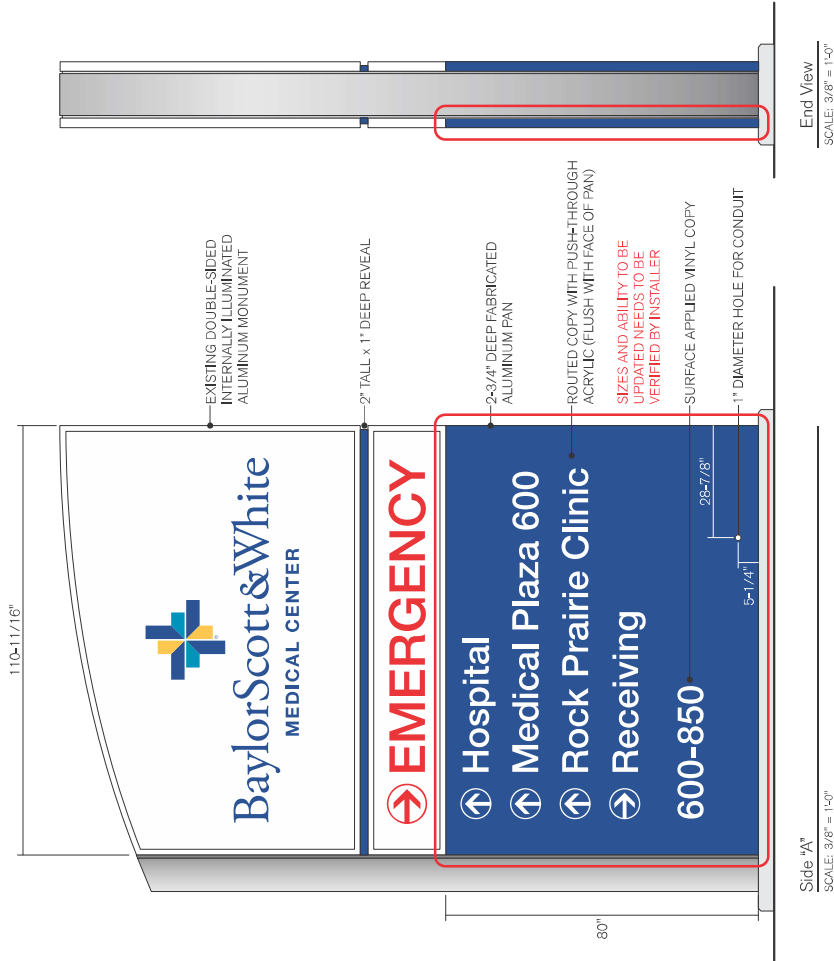 110-11/16"
BaylorScott&White
MEDICAL CENTER
EMERGENCY
Hospital
Medical Plaza 600
Rock Prairie Clinic
Receiving
600-850
80"
28-7/8"
5-1/4"
EXISTING DOUBLE-SIDED
INTERNALLY ILLUMINATED
ALUMINUM MONUMENT
2" TALL x 1" DEEP REVEAL
2-3/4" DEEP FABRICATED
ALUMINUM PAN
ROUTED COPY WITH PUSH-THROUGH
ACRYLIC (FLUSH WITH FACE OF PAN)
SIZES AND ABILITY TO BE
UPDATED NEEDS TO BE
VERIFIED BY INSTALLER
SURFACE APPLIED VINYL COPY
1" DIAMETER HOLE FOR CONDUIT
Side "A"
SCALE: 3/8" = 1'-0"
End View
SCALE: 3/8" = 1'-0"